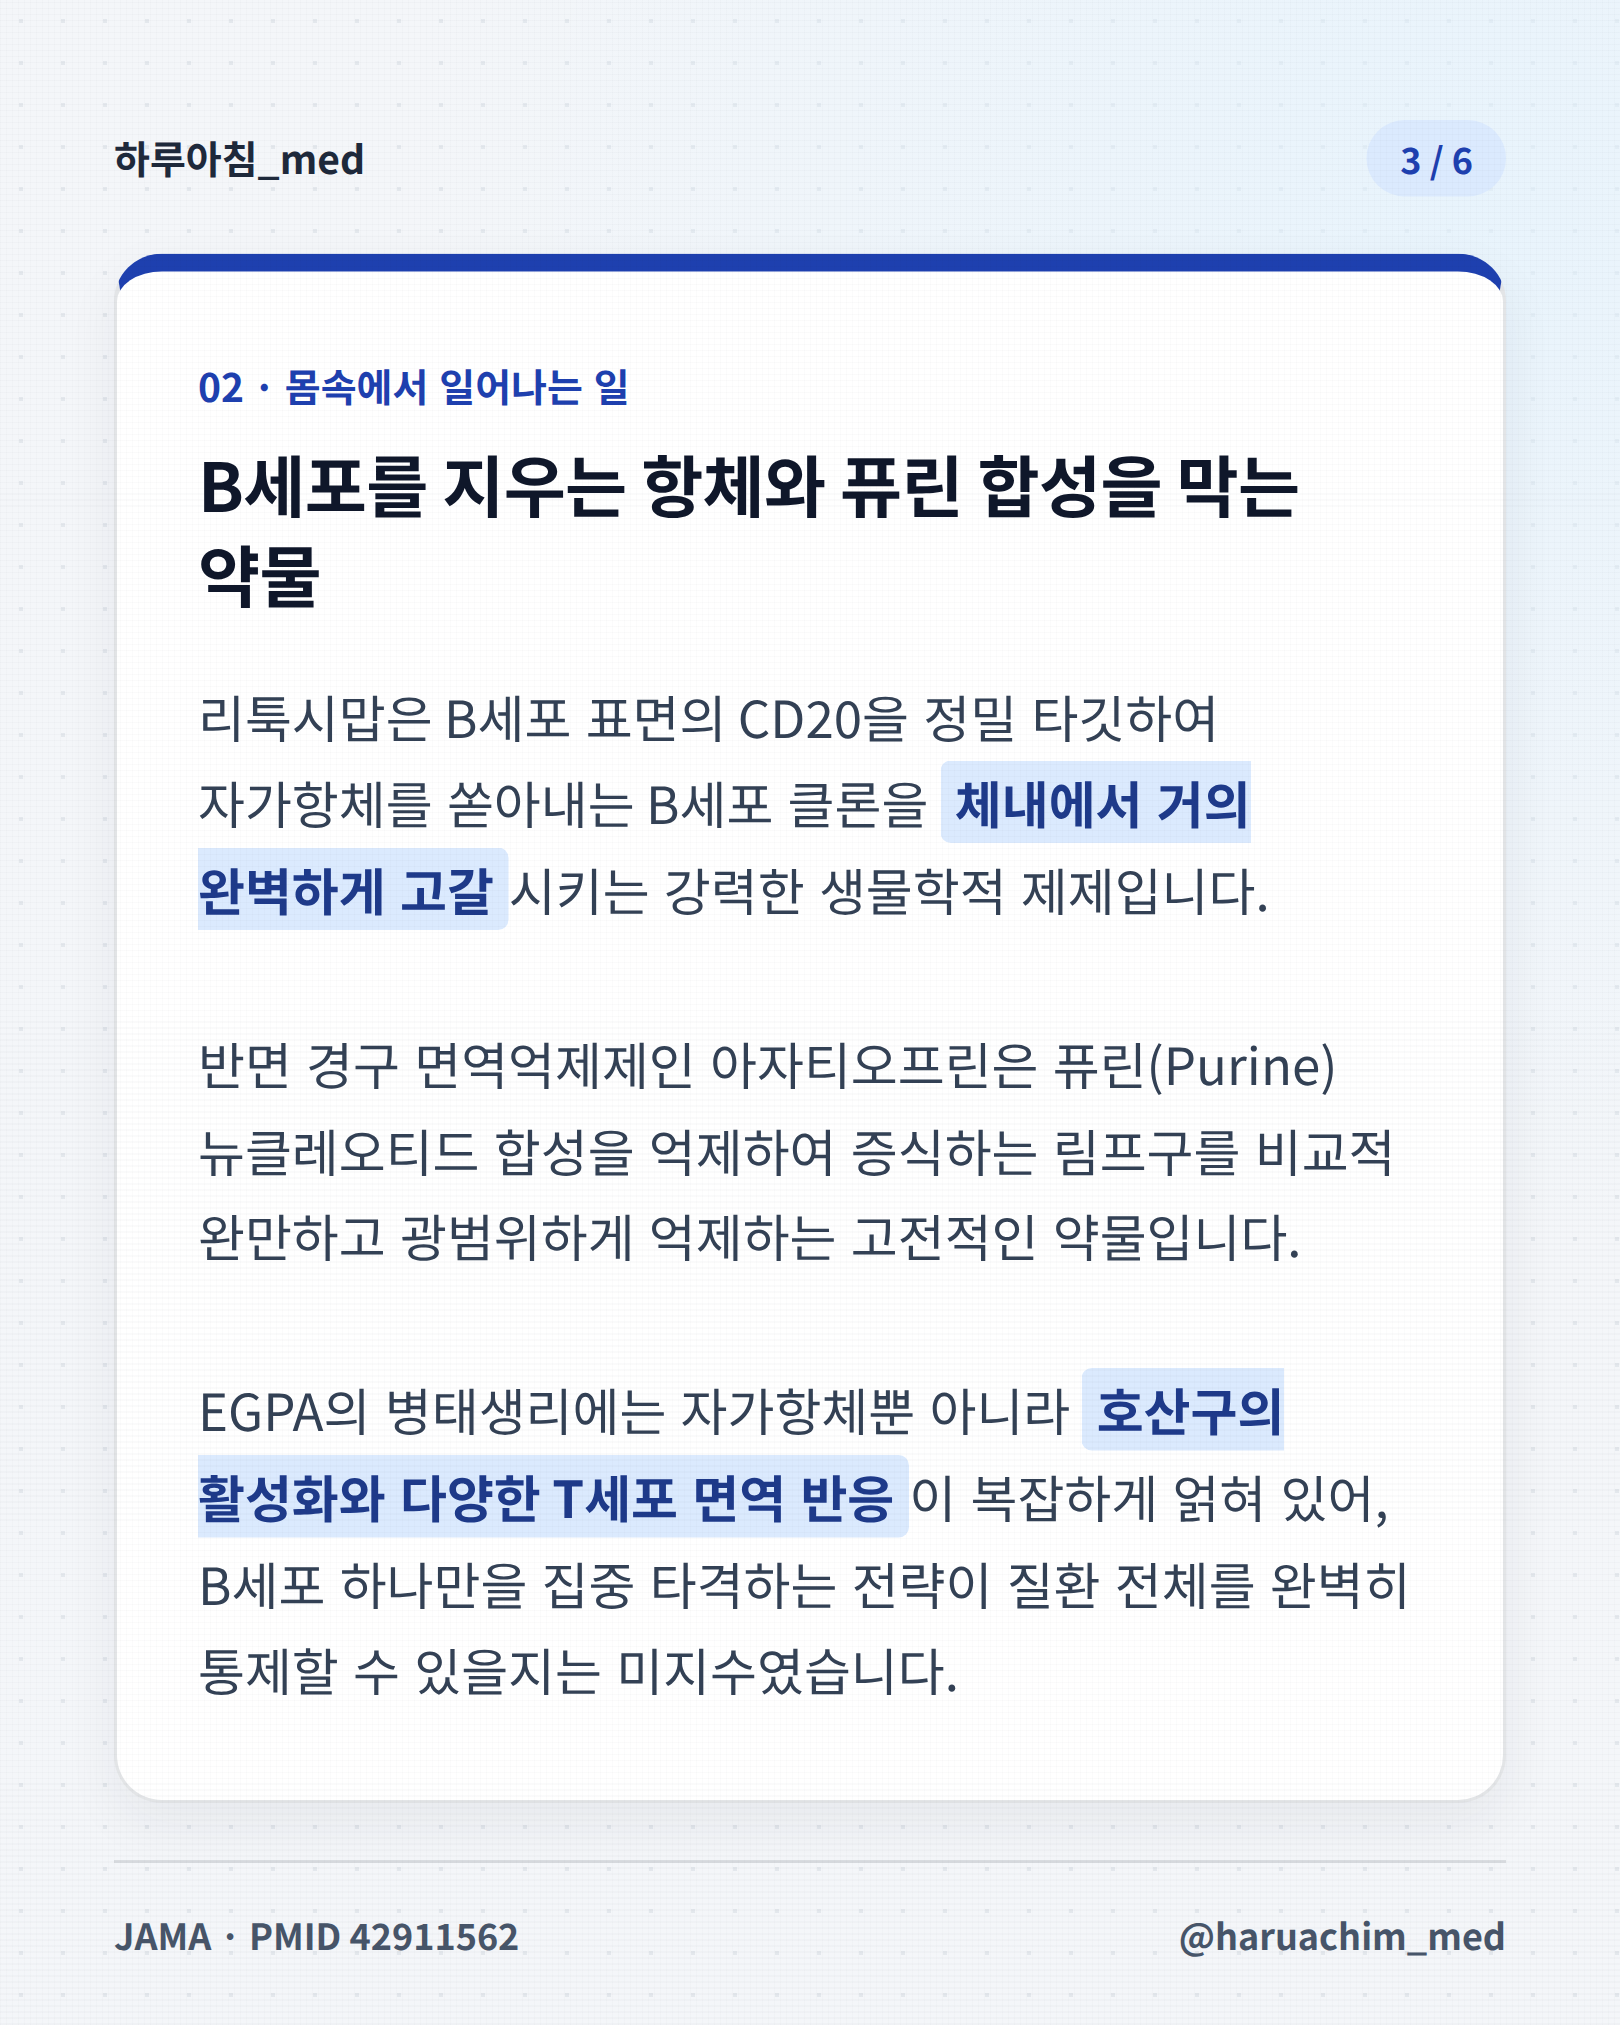 하루아침_med
3 / 6
02 · 몸속에서 일어나는 일
B세포를 지우는 항체와 퓨린 합성을 막는
약물
리툭시맙은 B세포 표면의 CD20을 정밀 타깃하여
자가항체를 쏟아내는 B세포 클론을 체내에서 거의
완벽하게 고갈시키는 강력한 생물학적 제제입니다.
반면 경구 면역억제제인 아자티오프린은 퓨린(Purine)
뉴클레오티드 합성을 억제하여 증식하는 림프구를 비교적
완만하고 광범위하게 억제하는 고전적인 약물입니다.
EGPA의 병태생리에는 자가항체뿐 아니라 호산구의
활성화와 다양한 T세포 면역 반응이 복잡하게 얽혀 있어,
B세포 하나만을 집중 타격하는 전략이 질환 전체를 완벽히
통제할 수 있을지는 미지수였습니다.
JAMA · PMID 42911562
@haruachim_med